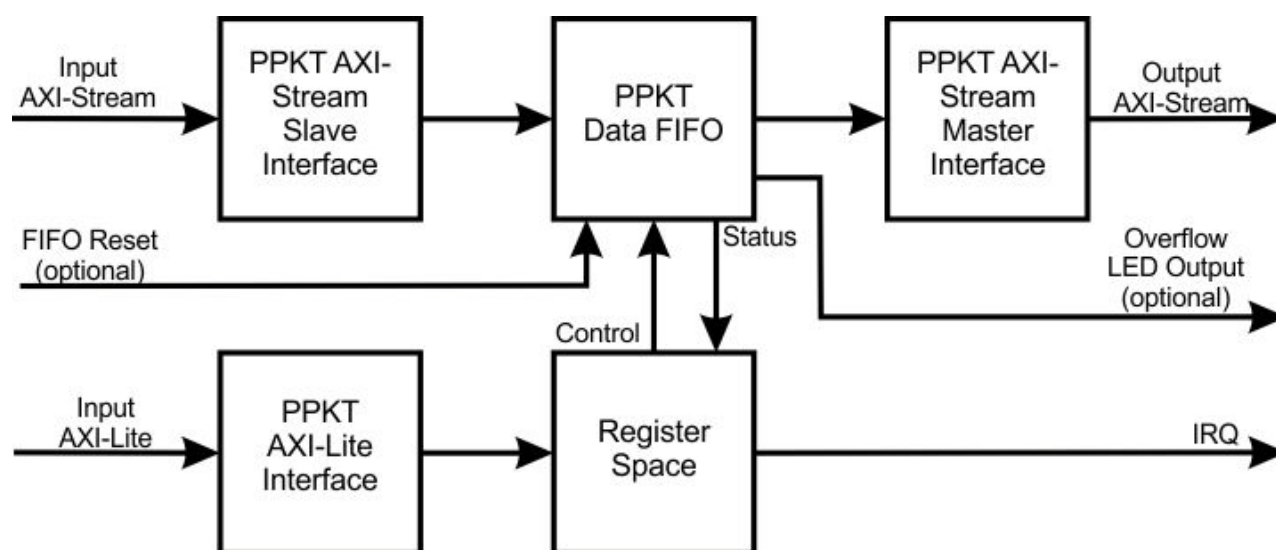 Input
AXI-Stream
PPKT AXI-
Stream
Slave
Interface
PPKT
Data FIFO
PPKT AXI-
Stream
Master
Interface
Output
AXI-Stream
FIFO Reset
(optional)
Status
Overflow
LED Output
(optional)
Control
Input
AXI-Lite
PPKT
AXI-Lite
Interface
Register
Space
IRQ